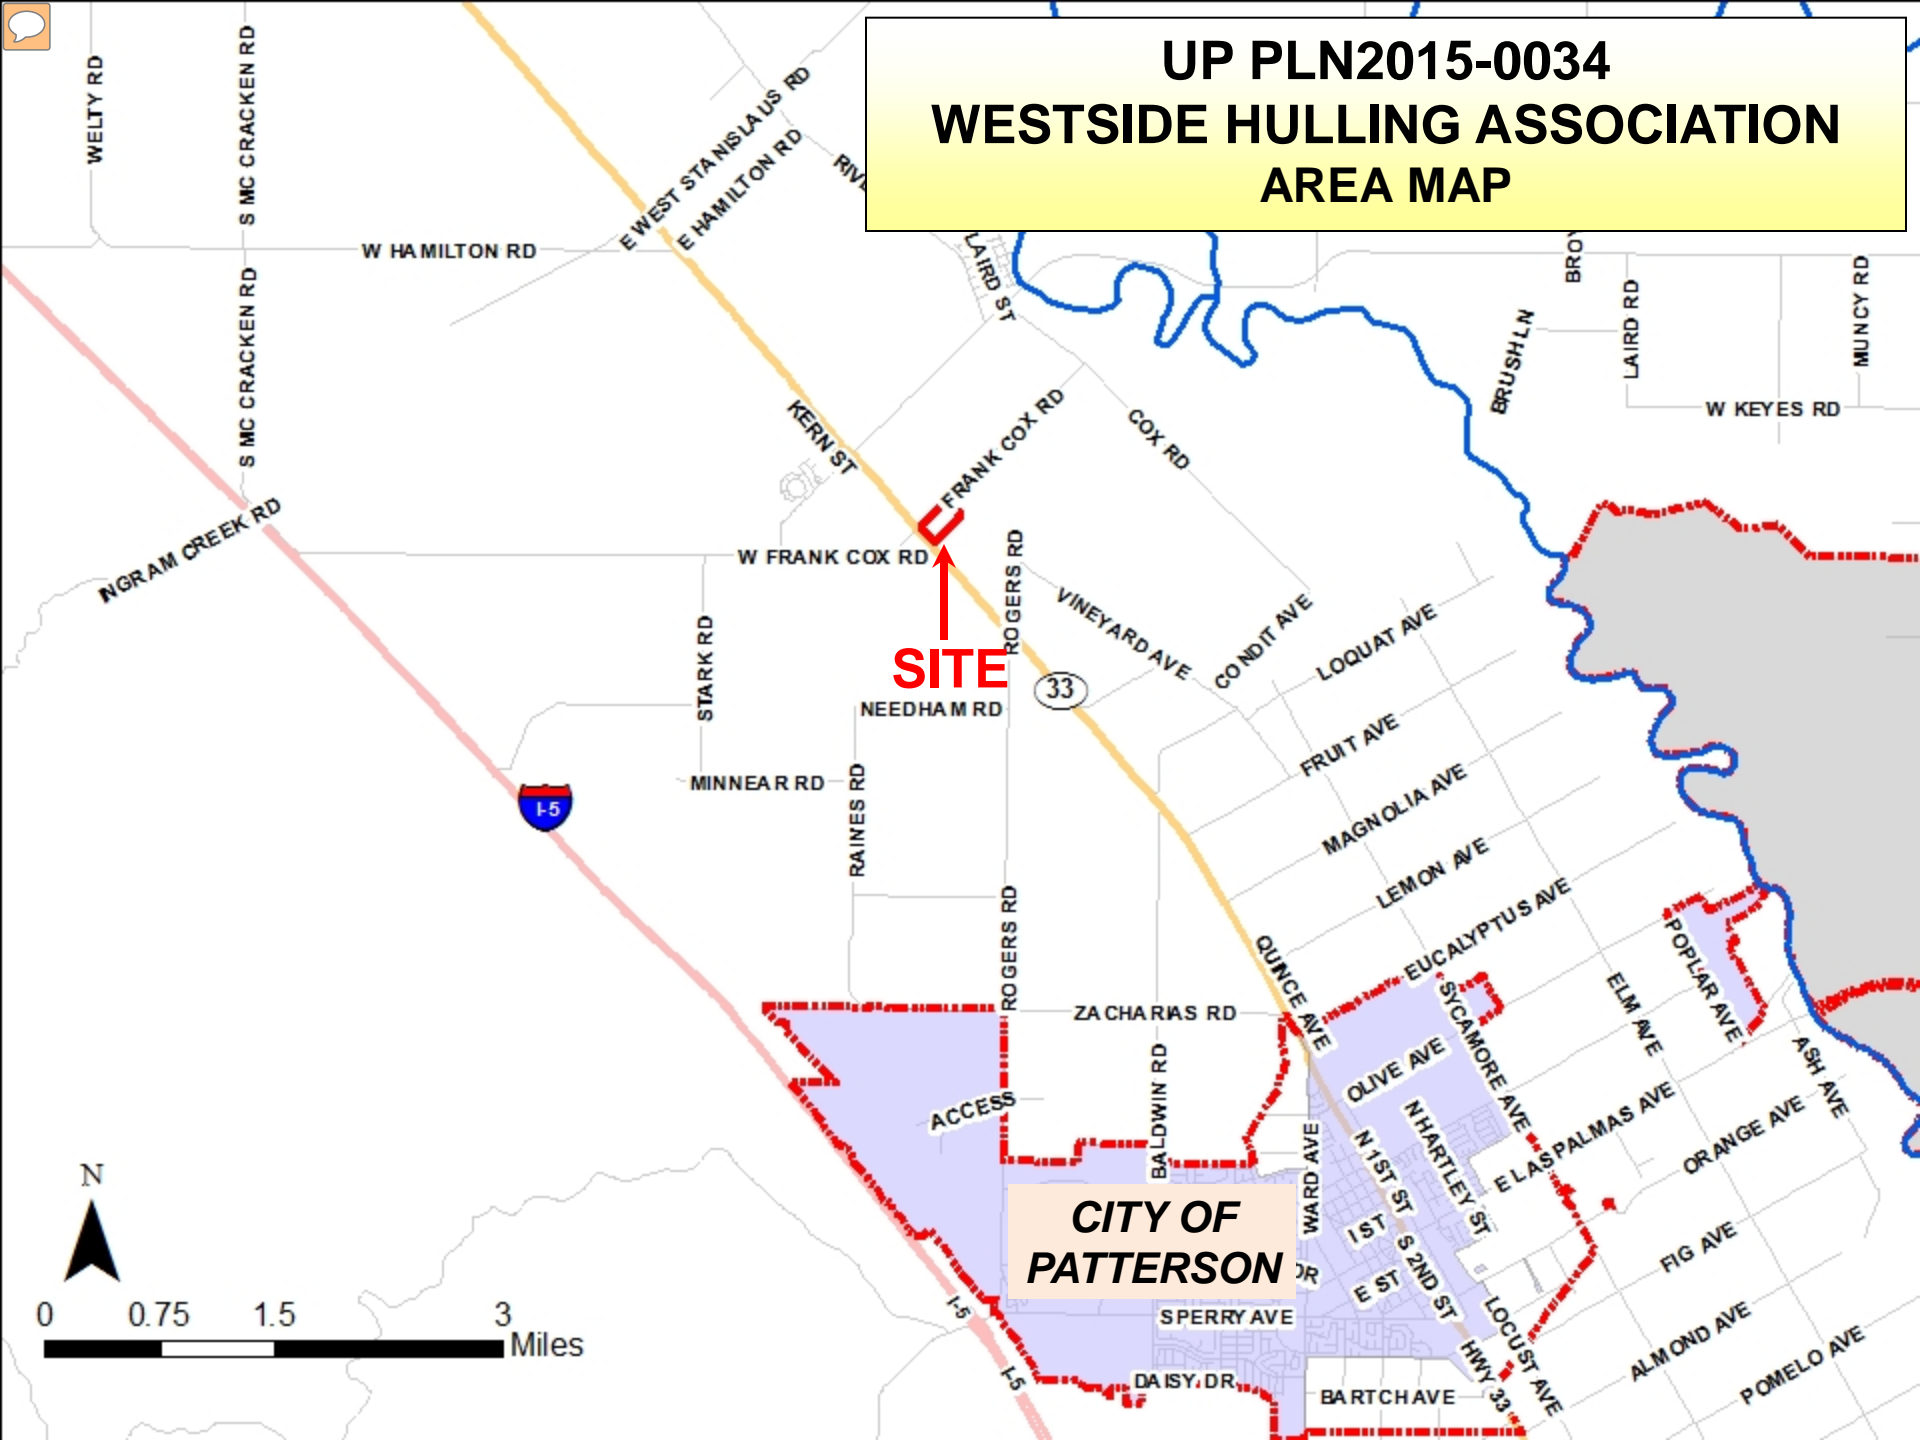 UP PLN2015-0034
WESTSIDE HULLING ASSOCIATION
AREA MAP
WELTY RD
S MC CRACKEN RD
E WEST STANISLAUS RD
E HAMILTON RD
W HAMILTON RD
LAIRD ST
S MC CRACKEN RD
LAIRD RD
MUNCY RD
BRUSH LN
W KEYES RD
KERN ST
FRANK COX RD
COX RD
INGRAM CREEK RD
W FRANK COX RD
ROGERS RD
SITE
VINEYARD AVE
CONDIT AVE
LOQUAT AVE
STARK RD
33
NEEDHAM RD
FRUIT AVE
MINNEAR RD
RAINES RD
I-5
MAGNOLIA AVE
LEMON AVE
EUCALYPTUS AVE
ROGERS RD
QUINCE AVE
POPLAR AVE
ELM AVE
SYCAMORE AVE
ZACHARIAS RD
BALDWIN RD
OLIVE AVE
ASH AVE
ACCESS
N HARTLEY ST
E LAS PALMAS AVE
ORANGE AVE
WARD AVE
N 1ST ST
CITY OF
PATTERSON
I ST
S 2ND ST
FIG AVE
DR
E ST
SPERRY AVE
LOCUST AVE
ALMOND AVE
POMELO AVE
HWY 33
I-5
I-5
DAISY DR
BARTCH AVE
N
0 0.75 1.5 3
Miles